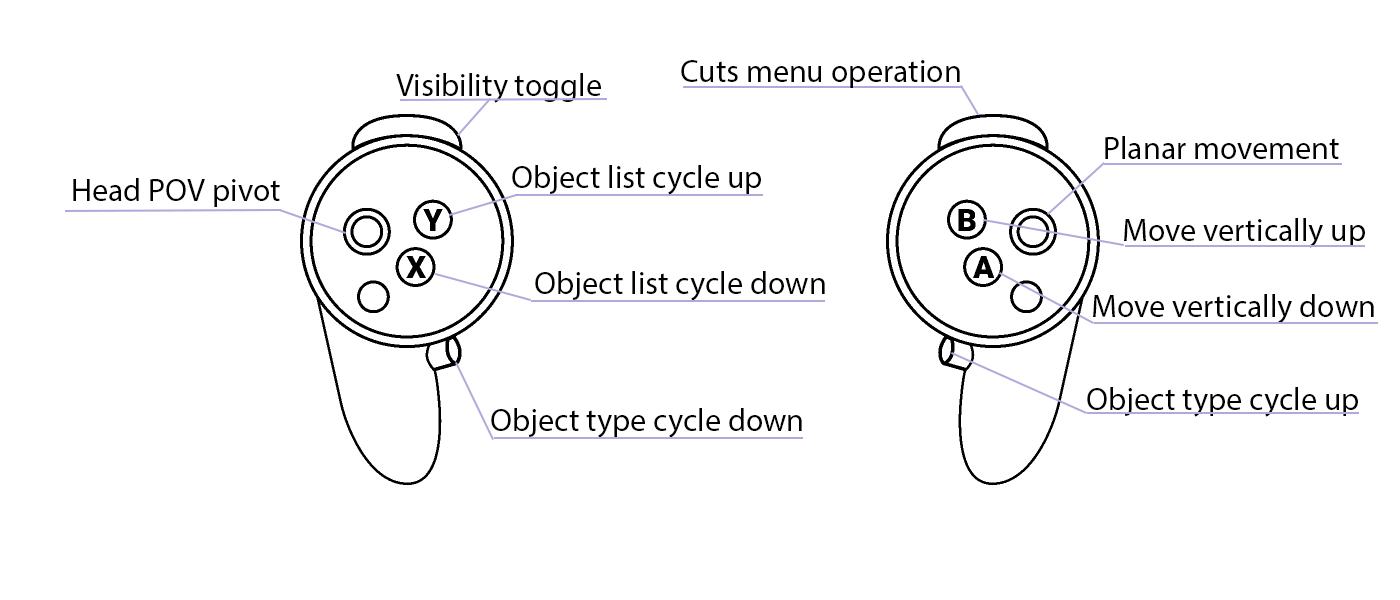 Visibility toggle
Head POV pivot
Object list cycle up
Y
X
Object list cycle down
Object type cycle down
Cuts menu operation
Planar movement
B
Move vertically up
A
Move vertically down
Object type cycle up